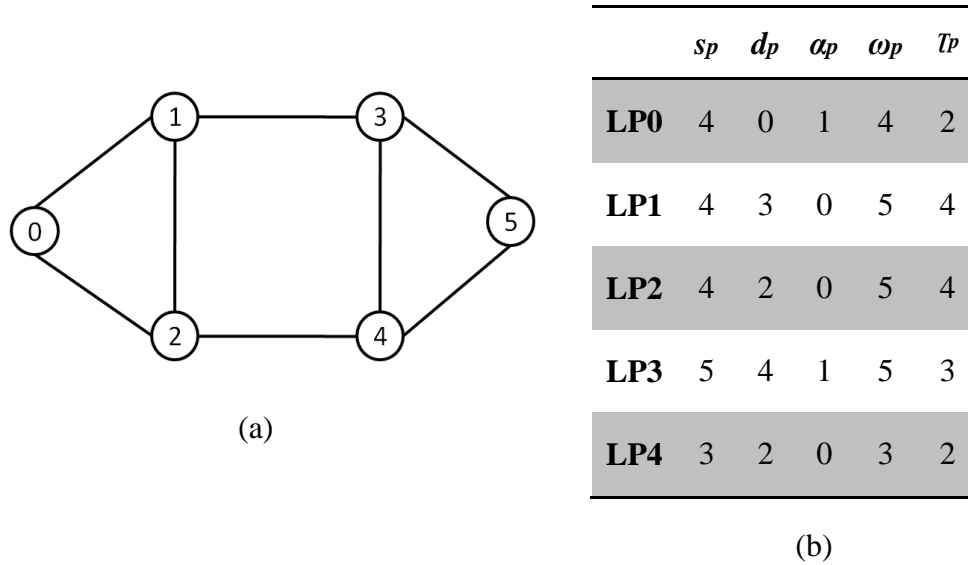 1
3
0
5
2
4
(a)
sp dp αp ωp τp
LP0 4 0 1 4 2
LP1 4 3 0 5 4
LP2 4 2 0 5 4
LP3 5 4 1 5 3
LP4 3 2 0 3 2
(b)